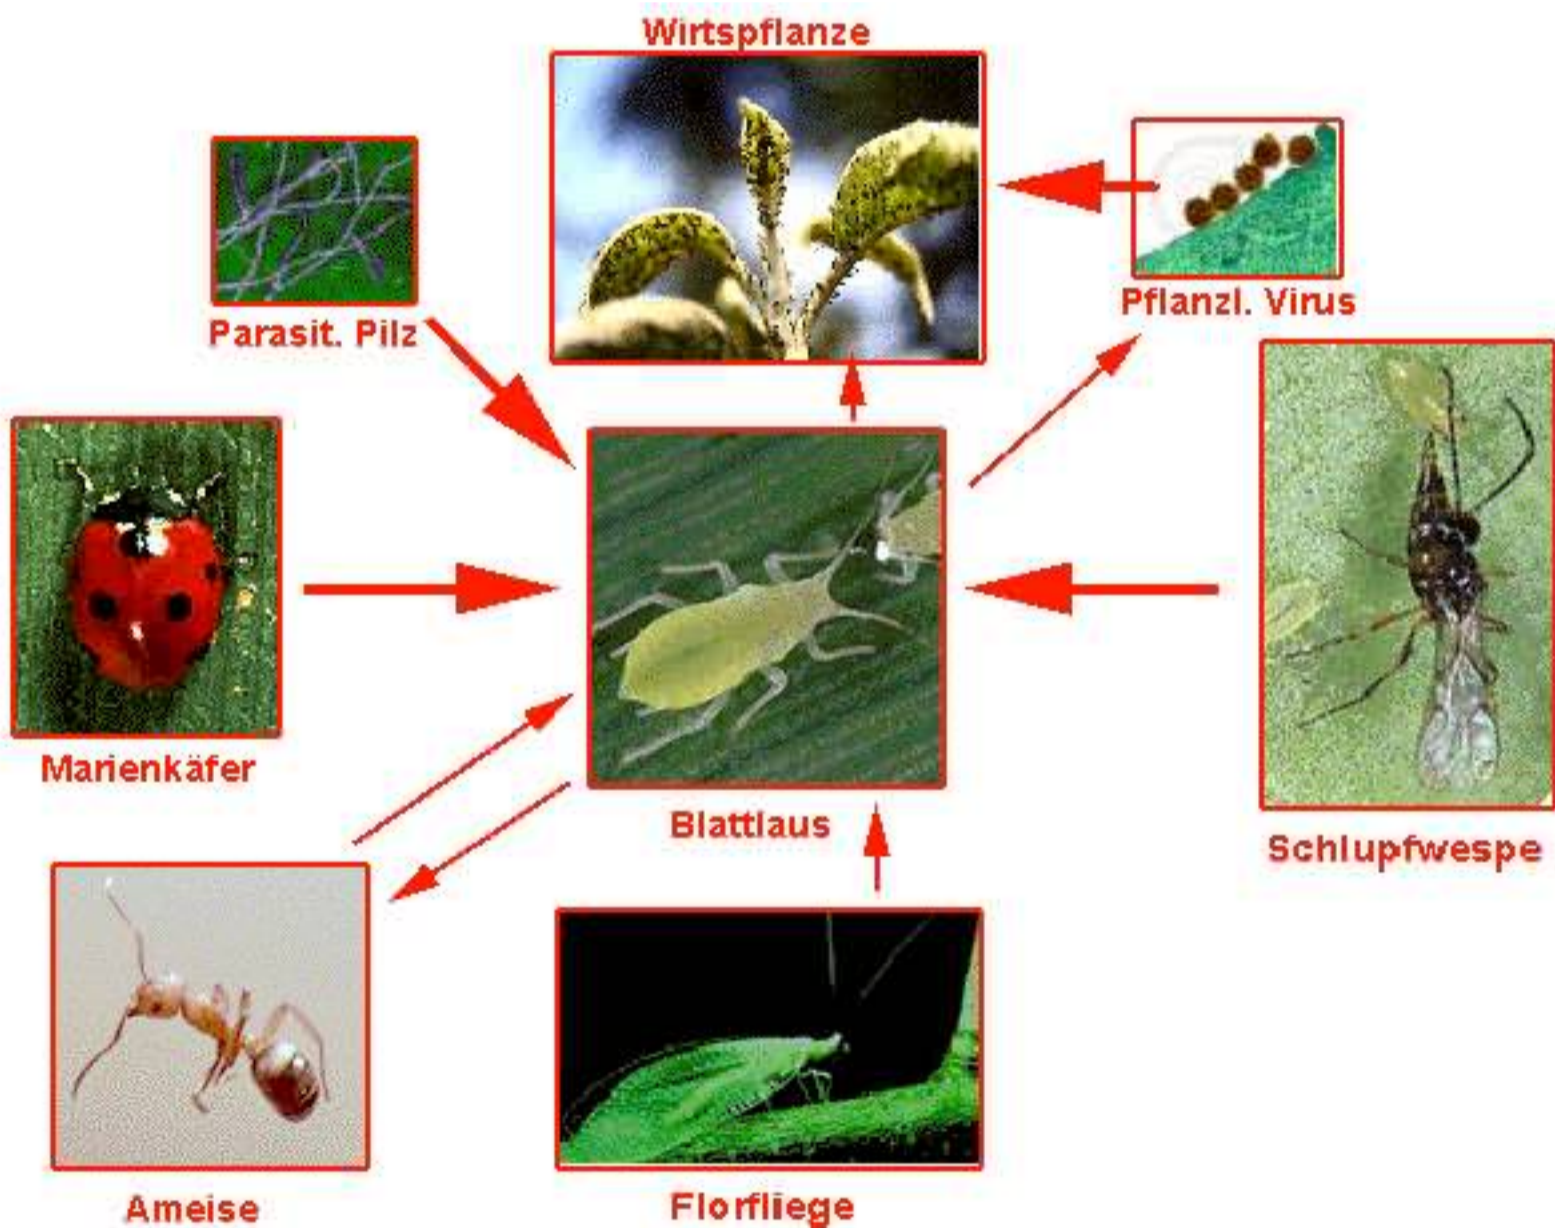 Wirtspflanze
Parasit. Pilz
Pflanzl. Virus
Marienkäfer
Blattlaus
Schlupfwespe
Ameise
Florfliege